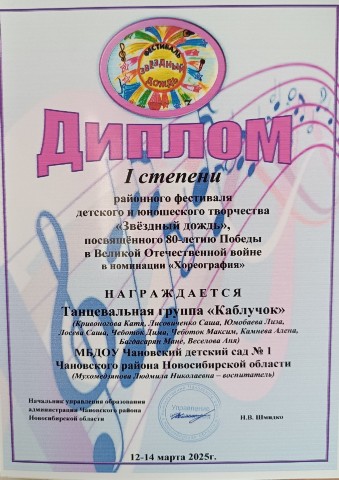 ФЕСТИВАЛЬ
ЗВЁЗДНЫЙ
ДОЖДЬ
ДИПЛОМ
I степени
районного фестиваля
детского и юношеского творчества
«Звёздный дождь»,
посвящённого 80-летию Победы
в Великой Отечественной войне
в номинации «Хореография»
НАГРАЖДАЕТСЯ
Танцевальная группа «Каблучок»
(Кривоногова Катя, Лисовиченко Саша, Юмобаева Лиза,
Лосева Саша, Чеботок Дима, Чеботок Максим, Камнева Алена,
Багдасарян Мане, Веселова Аня)
МБДОУ Чановский детский сад № 1
Чановского района Новосибирской области
(Мухомедзянова Людмила Николаевна – воспитатель)
Начальник управления образования
администрации Чановского района
Новосибирской области
Н.В. Шмидко
12-14 марта 2025г.